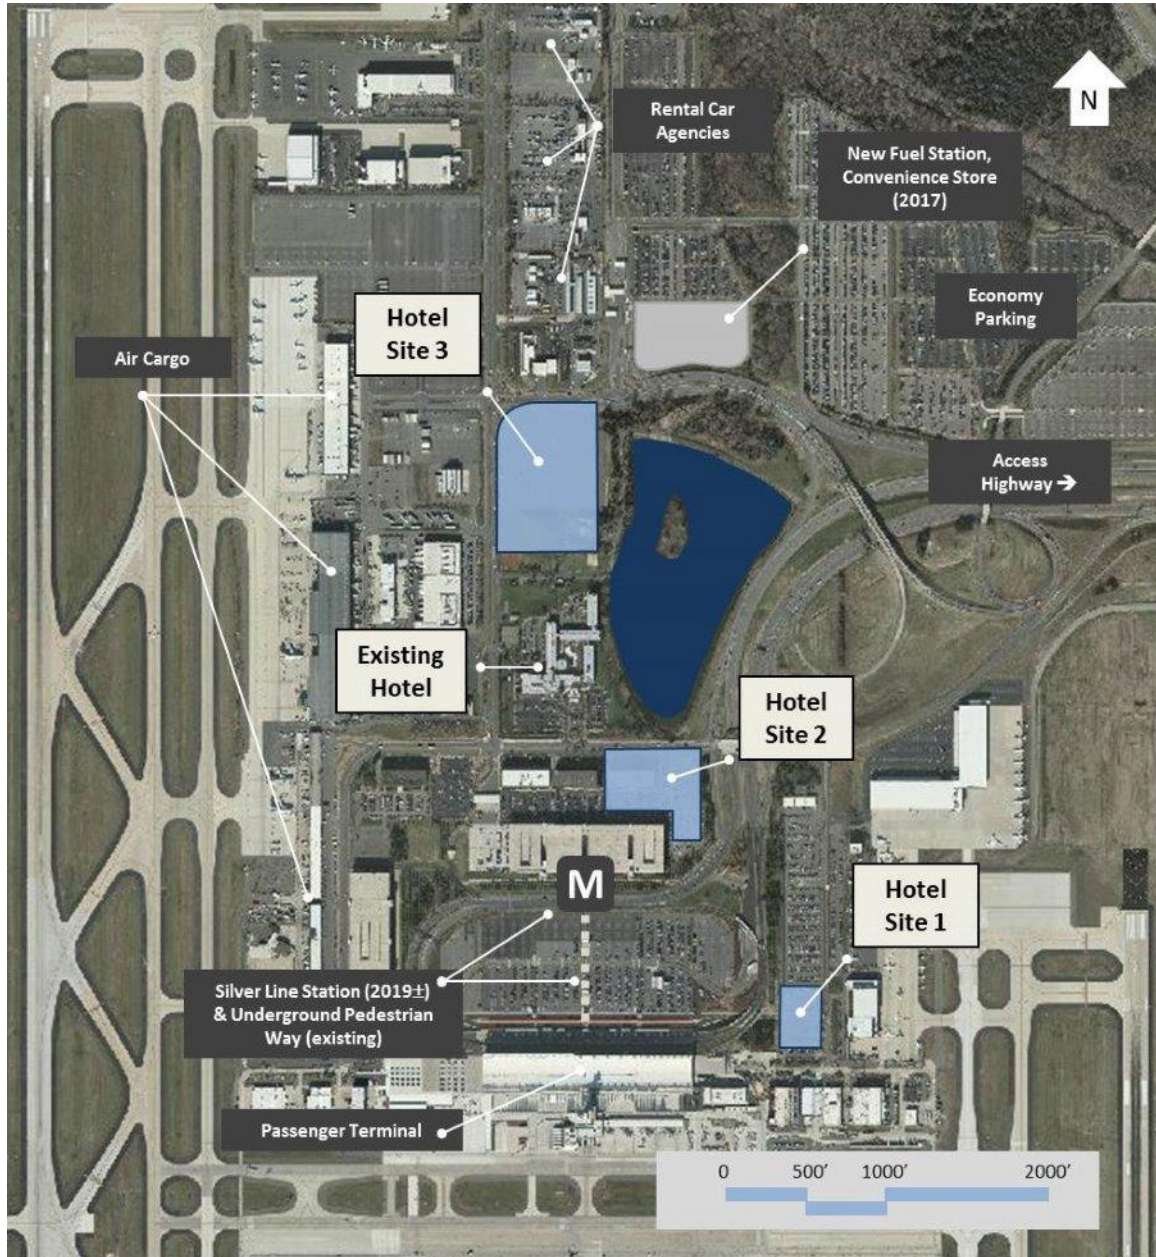 N
Rental Car
Agencies
New Fuel Station,
Convenience Store
(2017)
Economy
Parking
Hotel
Site 3
Air Cargo
Access
Highway →
Existing
Hotel
Hotel
Site 2
M
Hotel
Site 1
Silver Line Station (2019±)
& Underground Pedestrian
Way (existing)
Passenger Terminal
0 500’ 1000’ 2000’